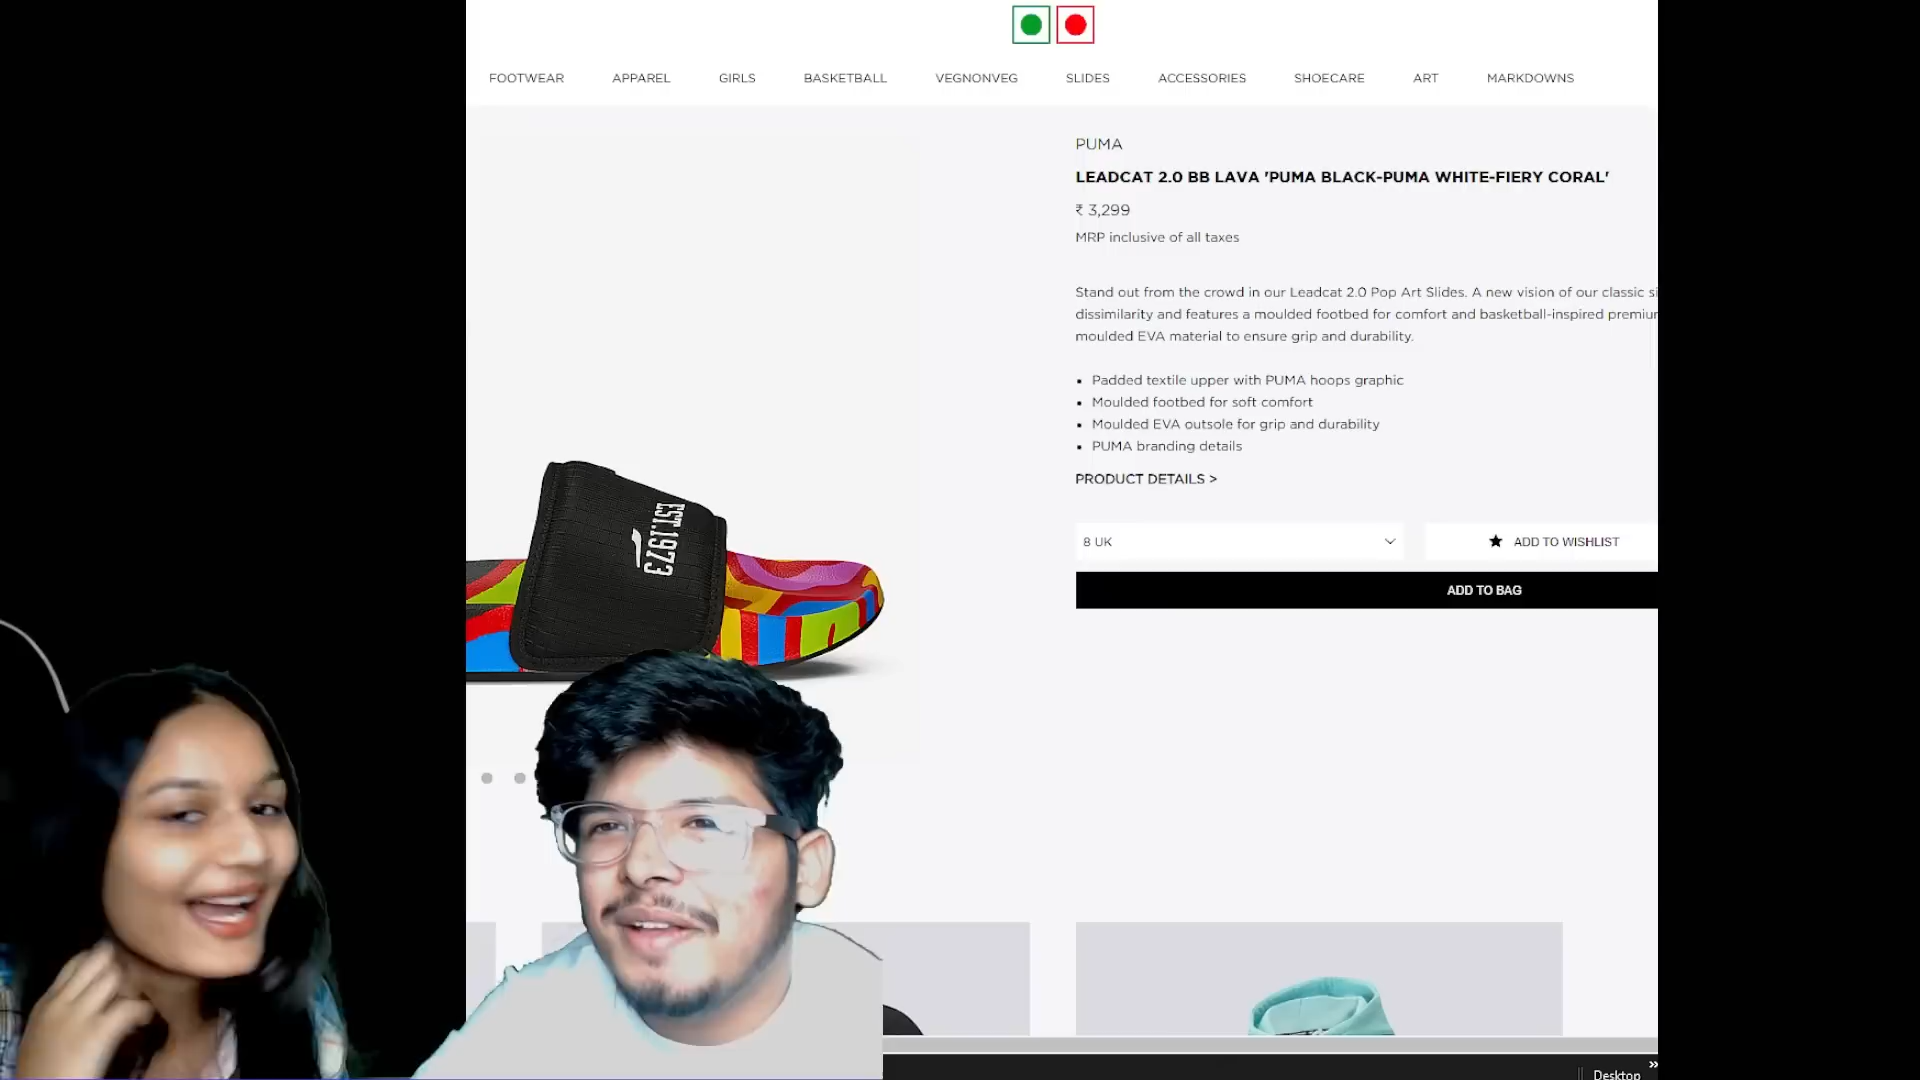 FOOTWEAR APPAREL GIRLS BASKETBALL VEGNONVEG SLIDES ACCESSORIES SHOECARE ART MARKDOWNS
PUMA
LEADCAT 2.0 BB LAVA 'PUMA BLACK-PUMA WHITE-FIERY CORAL'
₹ 3,299
MRP inclusive of all taxes
Stand out from the crowd in our Leadcat 2.0 Pop Art Slides. A new vision of our classic
dissimilarity and features a moulded footbed for comfort and basketball-inspired
moulded EVA material to ensure grip and durability.
• Padded textile upper with PUMA hoops graphic
• Moulded footbed for soft comfort
• Moulded EVA outsole for grip and durability
• PUMA branding details
PRODUCT DETAILS >
8 UK
★ ADD TO WISHLIST
ADD TO BAG
EST.1973
Desktop »